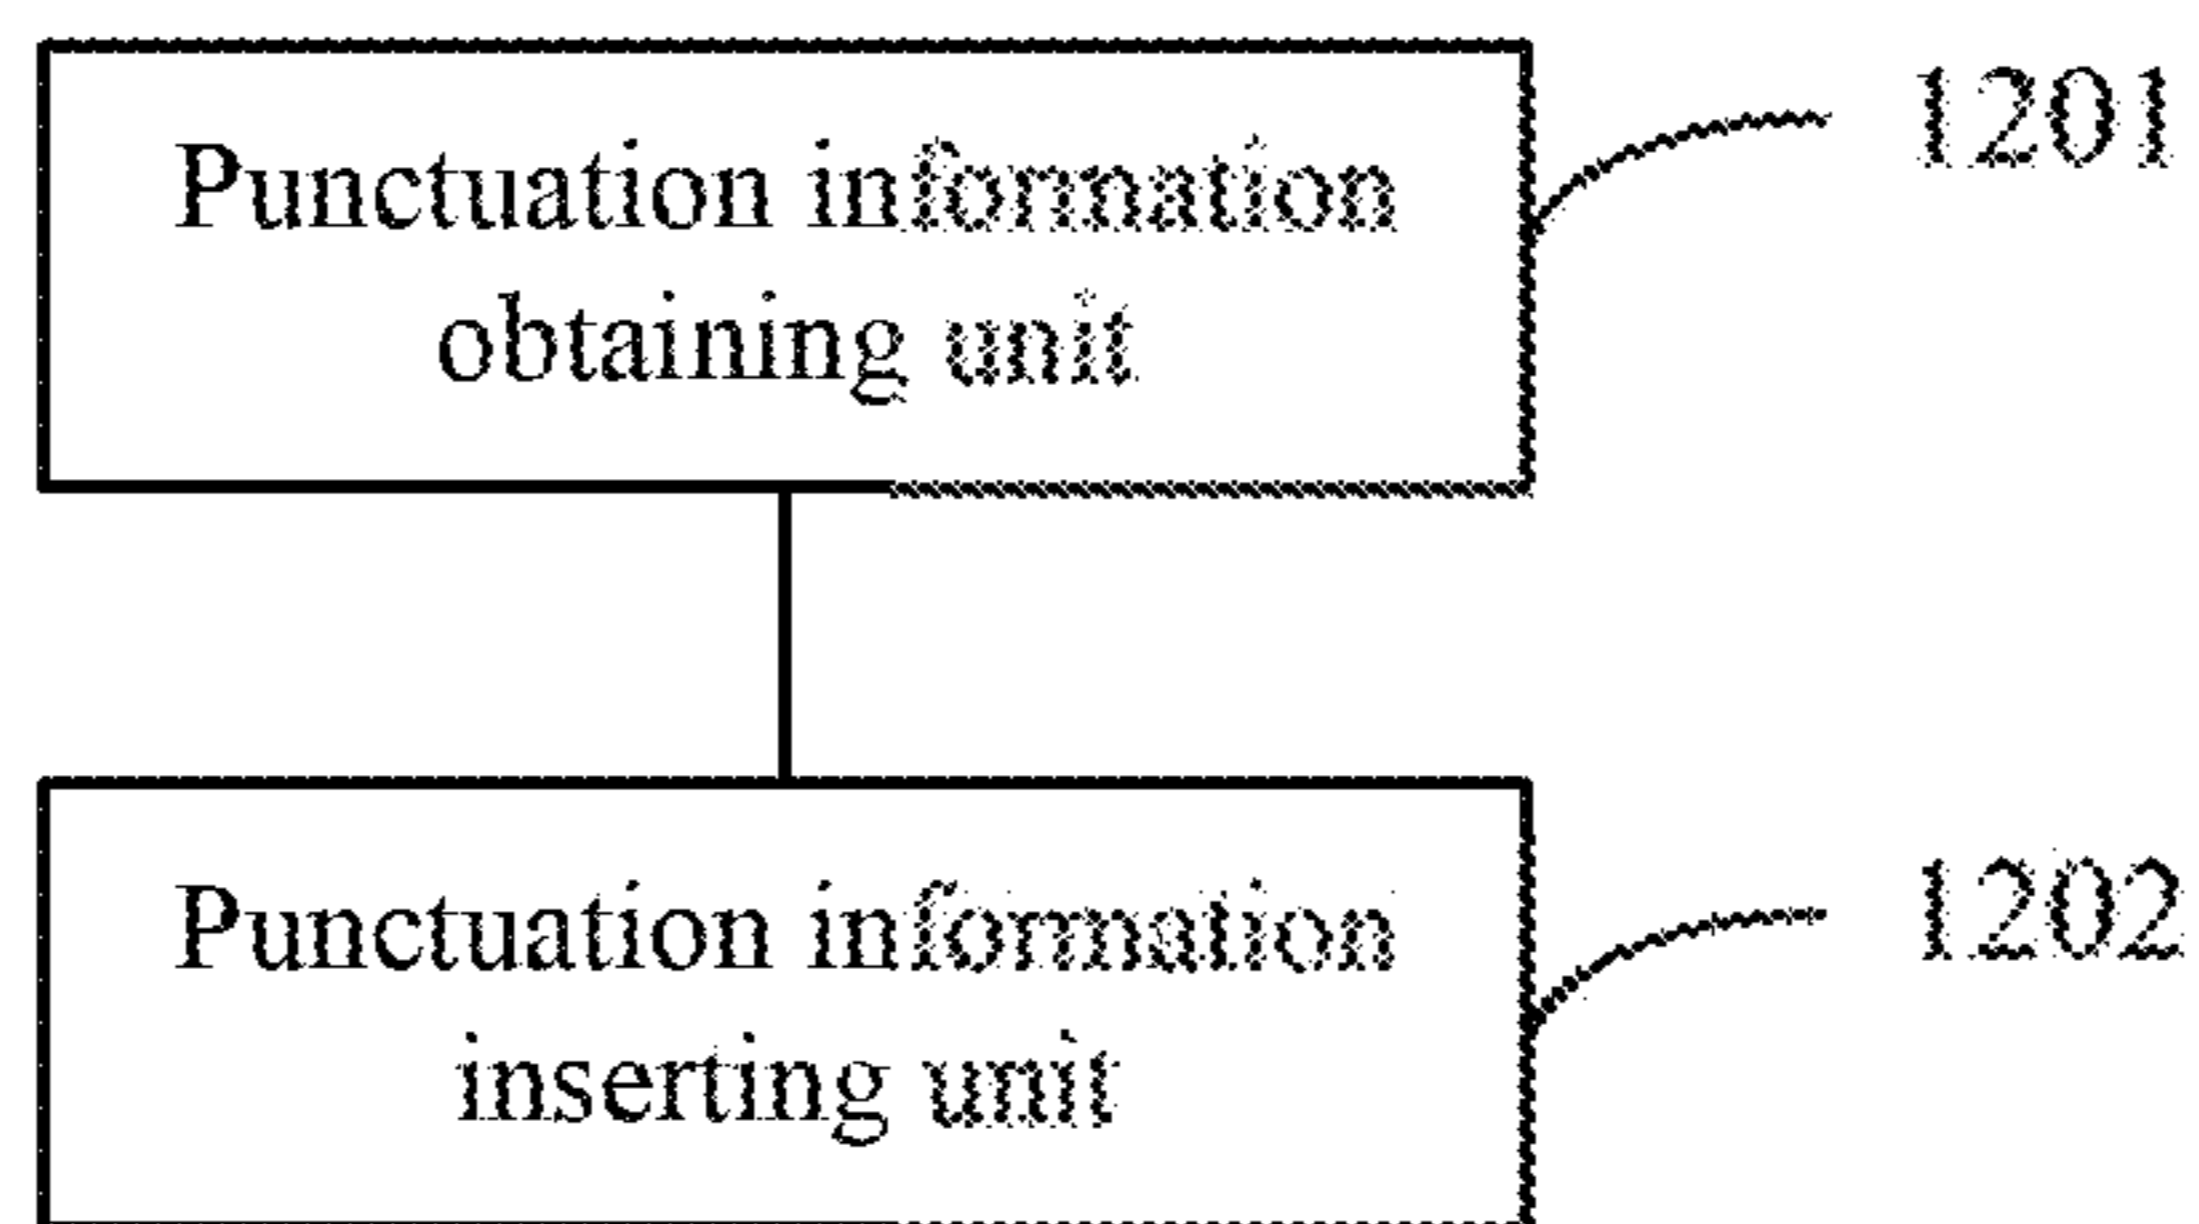 Punctuation information
obtaining unit
1201
Punctuation information
inserting unit
1202